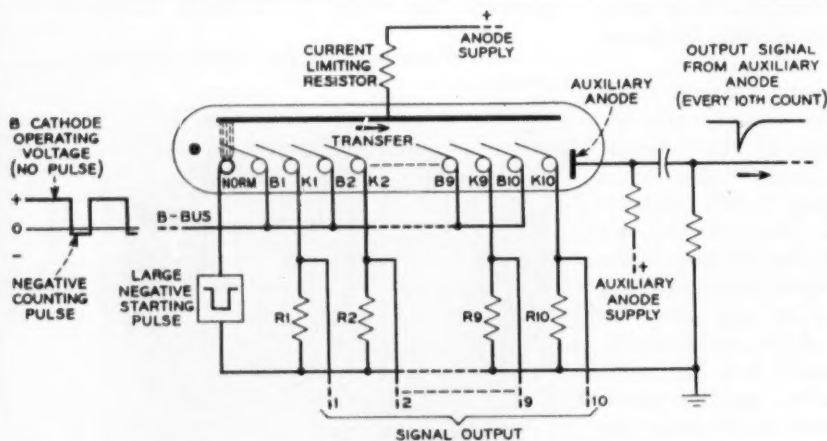 +
ANODE
SUPPLY
CURRENT
LIMITING
RESISTOR
OUTPUT SIGNAL
FROM AUXILIARY
ANODE
(EVERY 10TH COUNT)
AUXILIARY
ANODE
B CATHODE
OPERATING
VOLTAGE
(NO PULSE)
TRANSFER
NORM B1 K1 B2 K2 B9 K9 B10 K10
+
0
-
B-BUS
NEGATIVE
COUNTING
PULSE
LARGE
NEGATIVE
STARTING
PULSE
R1 R2 R9 R10
+
AUXILIARY
ANODE SUPPLY
1 2 9 10
SIGNAL OUTPUT